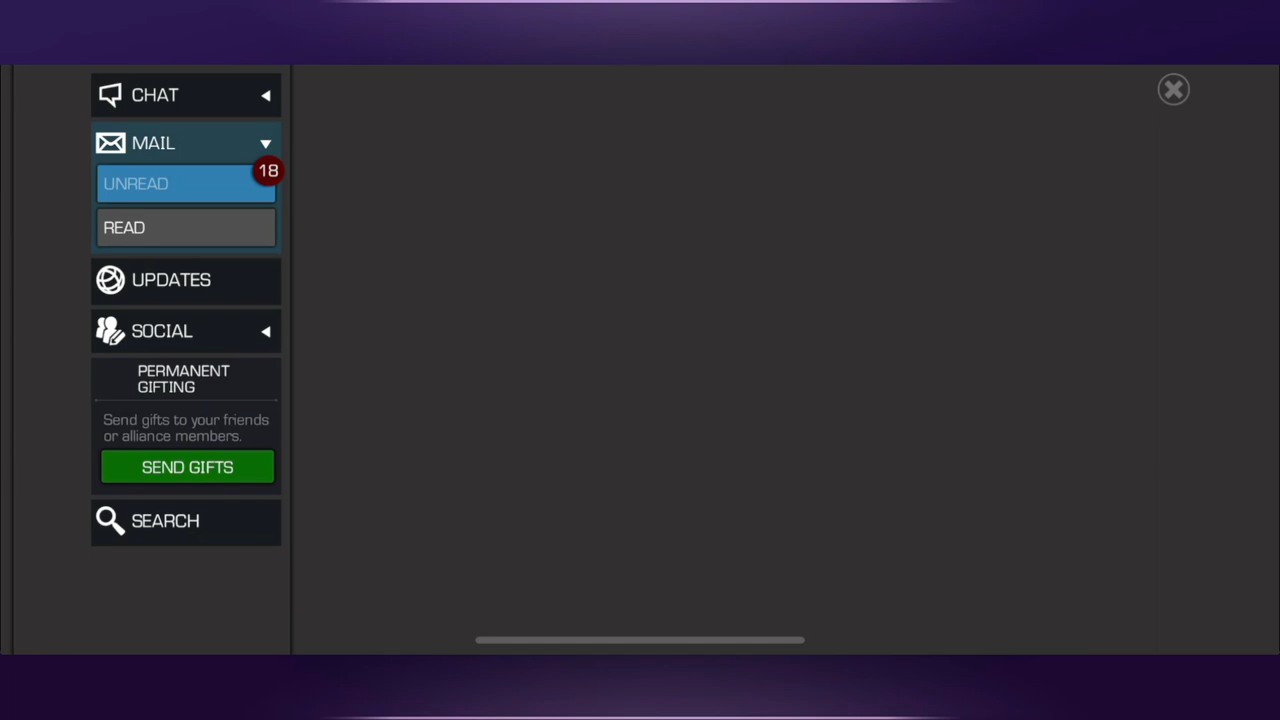 CHAT
MAIL
18
UNREAD
READ
UPDATES
SOCIAL
PERMANENT
GIFTING
Send gifts to your friends
or alliance members.
SEND GIFTS
SEARCH